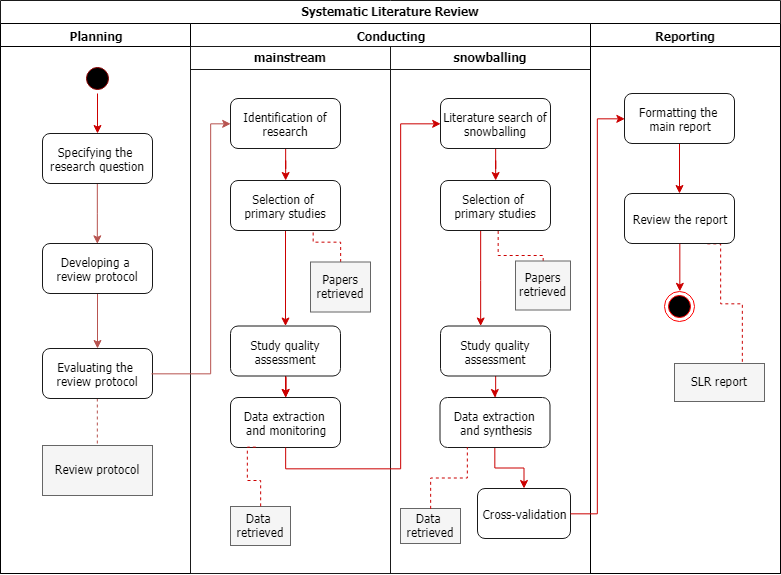 Systematic Literature Review
Planning
Conducting
Reporting
mainstream
snowballing
Specifying the
research question
Developing a
review protocol
Evaluating the
review protocol
Review protocol
Identification of
research
Selection of
primary studies
Papers
retrieved
Study quality
assessment
Data extraction
and monitoring
Data
retrieved
Literature search of
snowballing
Selection of
primary studies
Papers
retrieved
Study quality
assessment
Data extraction
and synthesis
Data
retrieved
Cross-validation
Formatting the
main report
Review the report
SLR report